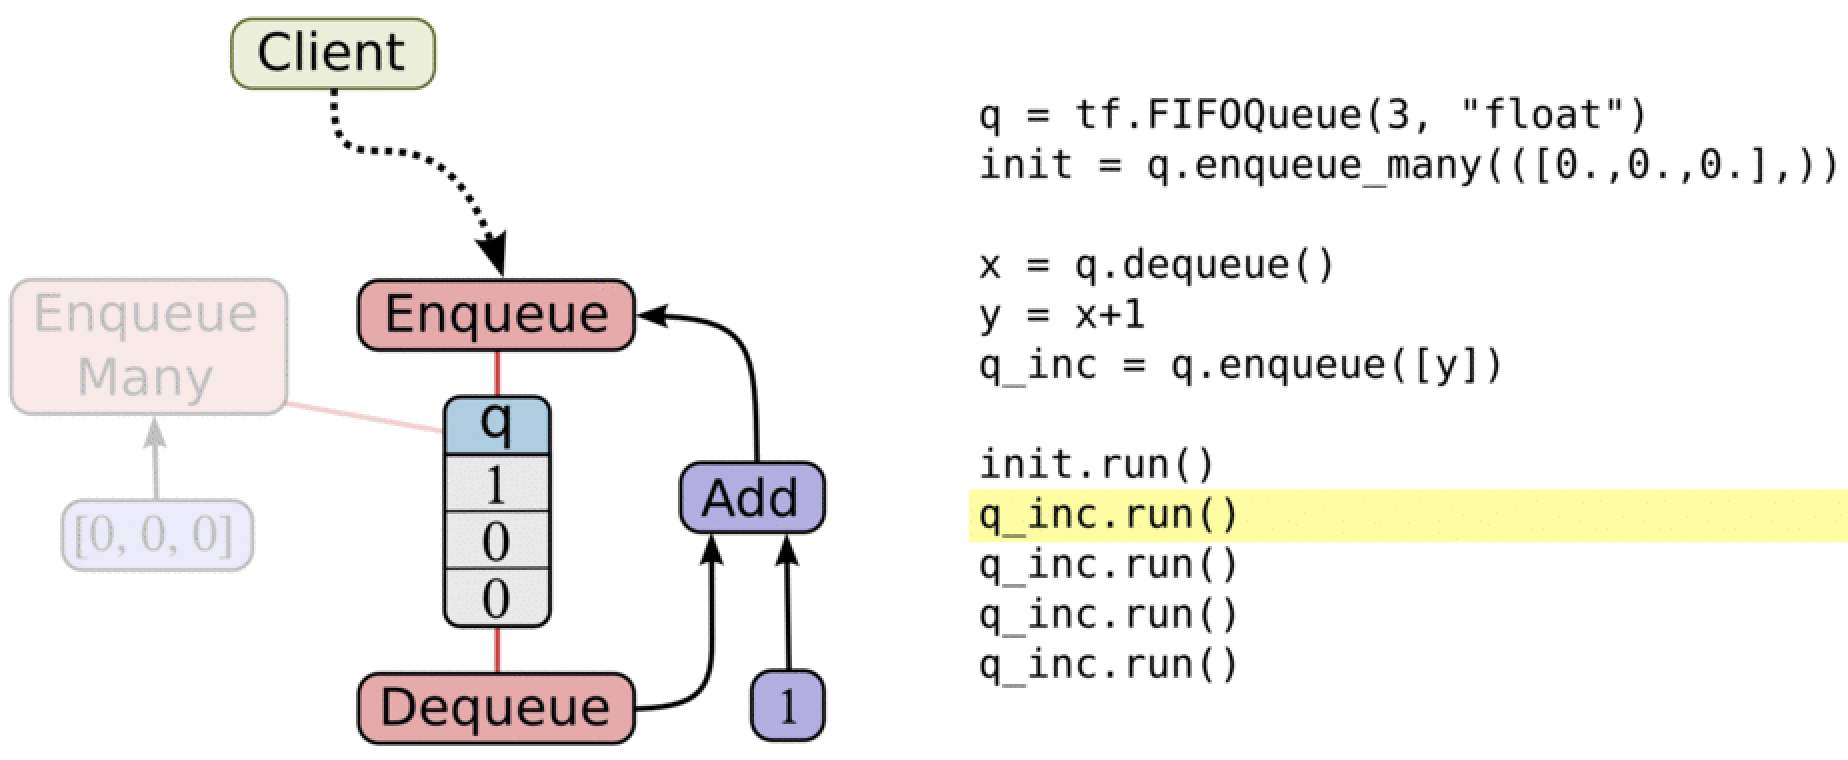 Client
Enqueue
Many
[0, 0, 0]
Enqueue
q
1
0
0
Dequeue
Add
1
q = tf.FIFOQueue(3, "float")
init = q.enqueue_many(([0.,0.,0.],))
x = q.dequeue()
y = x+1
q_inc = q.enqueue([y])
init.run()
q_inc.run()
q_inc.run()
q_inc.run()
q_inc.run()